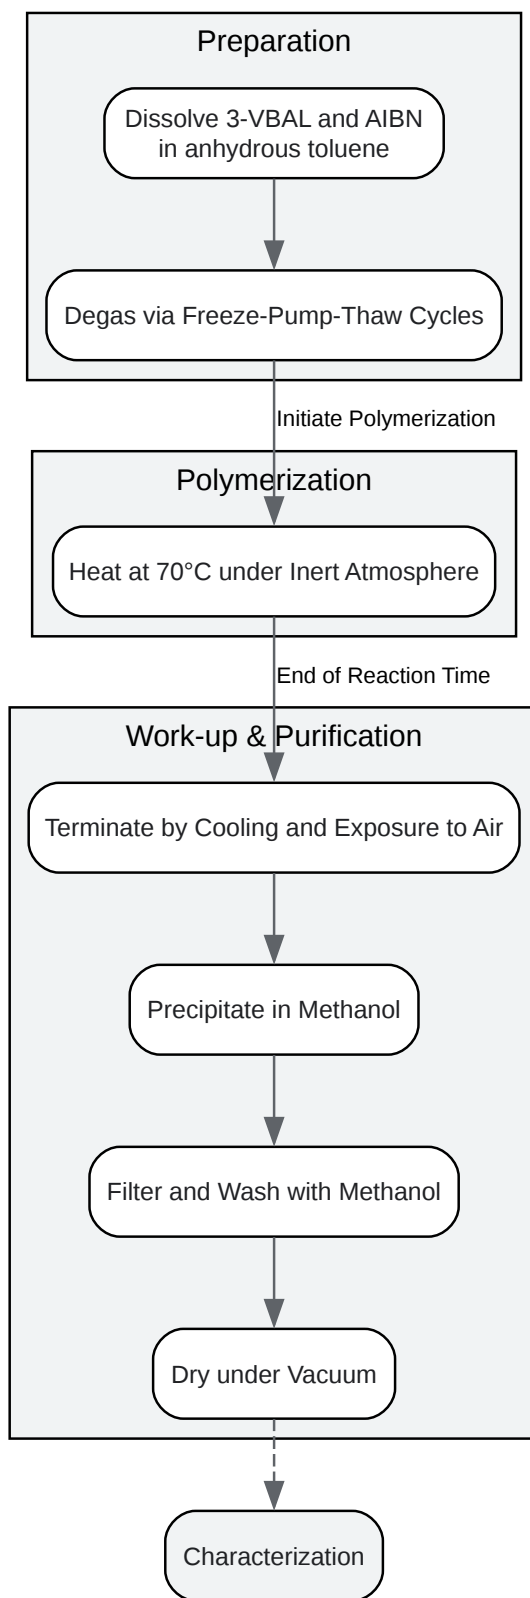 Preparation
Dissolve 3-VBAL and AIBN
in anhydrous toluene
Degas via Freeze-Pump-Thaw Cycles
Initiate Polymerization
Polymerization
Heat at 70°C under Inert Atmosphere
End of Reaction Time
Work-up & Purification
Terminate by Cooling and Exposure to Air
Precipitate in Methanol
Filter and Wash with Methanol
Dry under Vacuum
Characterization